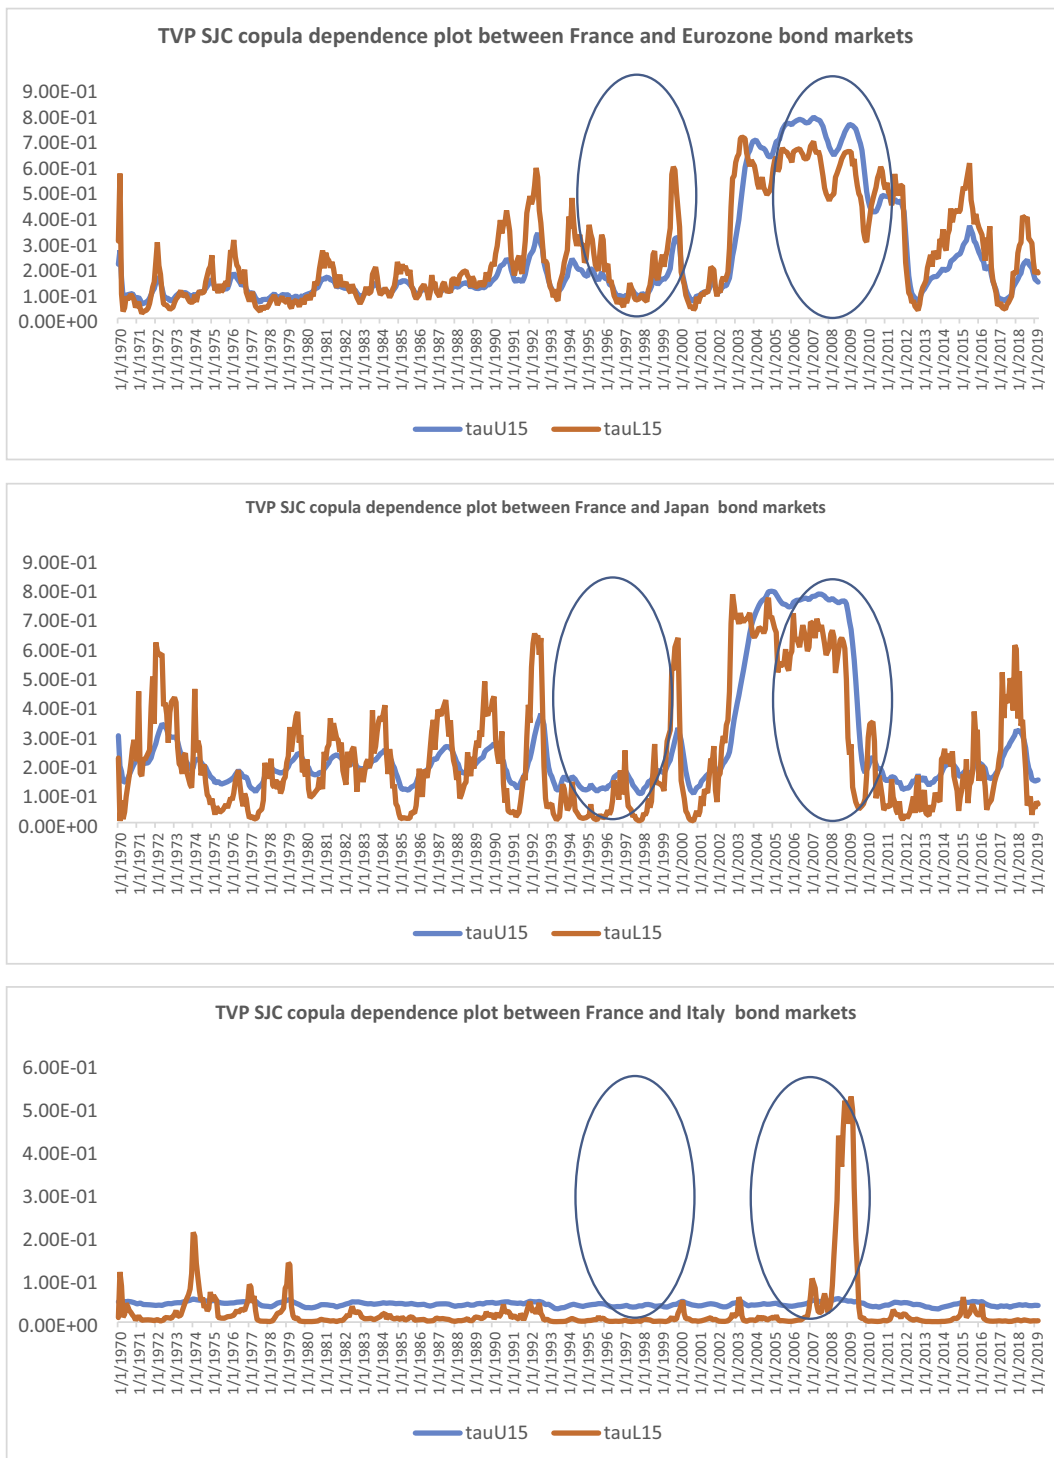 TVP SJC copula dependence plot between France and Eurozone bond markets
9.00E-01
8.00E-01
7.00E-01
6.00E-01
5.00E-01
4.00E-01
3.00E-01
2.00E-01
1.00E-01
0.00E+00
1/1/1970 1/1/1971 1/1/1972 1/1/1973 1/1/1974 1/1/1975 1/1/1976 1/1/1977 1/1/1978 1/1/1979 1/1/1980 1/1/1981 1/1/1982 1/1/1983 1/1/1984 1/1/1985 1/1/1986 1/1/1987 1/1/1988 1/1/1989 1/1/1990 1/1/1991 1/1/1992 1/1/1993 1/1/1994 1/1/1995 1/1/1996 1/1/1997 1/1/1998 1/1/1999 1/1/2000 1/1/2001 1/1/2002 1/1/2003 1/1/2004 1/1/2005 1/1/2006 1/1/2007 1/1/2008 1/1/2009 1/1/2010 1/1/2011 1/1/2012 1/1/2013 1/1/2014 1/1/2015 1/1/2016 1/1/2017 1/1/2018 1/1/2019
tauU15 tauL15
TVP SJC copula dependence plot between France and Japan bond markets
9.00E-01
8.00E-01
7.00E-01
6.00E-01
5.00E-01
4.00E-01
3.00E-01
2.00E-01
1.00E-01
0.00E+00
1/1/1970 1/1/1971 1/1/1972 1/1/1973 1/1/1974 1/1/1975 1/1/1976 1/1/1977 1/1/1978 1/1/1979 1/1/1980 1/1/1981 1/1/1982 1/1/1983 1/1/1984 1/1/1985 1/1/1986 1/1/1987 1/1/1988 1/1/1989 1/1/1990 1/1/1991 1/1/1992 1/1/1993 1/1/1994 1/1/1995 1/1/1996 1/1/1997 1/1/1998 1/1/1999 1/1/2000 1/1/2001 1/1/2002 1/1/2003 1/1/2004 1/1/2005 1/1/2006 1/1/2007 1/1/2008 1/1/2009 1/1/2010 1/1/2011 1/1/2012 1/1/2013 1/1/2014 1/1/2015 1/1/2016 1/1/2017 1/1/2018 1/1/2019
tauU15 tauL15
TVP SJC copula dependence plot between France and Italy bond markets
6.00E-01
5.00E-01
4.00E-01
3.00E-01
2.00E-01
1.00E-01
0.00E+00
1/1/1970 1/1/1971 1/1/1972 1/1/1973 1/1/1974 1/1/1975 1/1/1976 1/1/1977 1/1/1978 1/1/1979 1/1/1980 1/1/1981 1/1/1982 1/1/1983 1/1/1984 1/1/1985 1/1/1986 1/1/1987 1/1/1988 1/1/1989 1/1/1990 1/1/1991 1/1/1992 1/1/1993 1/1/1994 1/1/1995 1/1/1996 1/1/1997 1/1/1998 1/1/1999 1/1/2000 1/1/2001 1/1/2002 1/1/2003 1/1/2004 1/1/2005 1/1/2006 1/1/2007 1/1/2008 1/1/2009 1/1/2010 1/1/2011 1/1/2012 1/1/2013 1/1/2014 1/1/2015 1/1/2016 1/1/2017 1/1/2018 1/1/2019
tauU15 tauL15